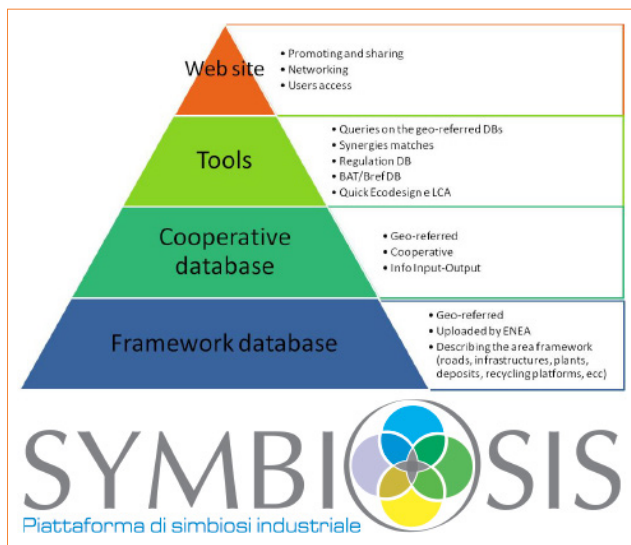 Web site
• Promoting and sharing
• Networking
• Users access
Tools
• Queries on the geo-referred DBs
• Synergies matches
• Regulation DB
• BAT/Bref DB
• Quick Ecodesign e LCA
Cooperative
database
• Geo-referred
• Cooperative
• Info Input-Output
Framework database
• Geo-referred
• Uploaded by ENEA
• Describing the area framework
(roads, infrastructures, plants,
deposits, recycling platforms, ecc)
SYMBIOSIS
Piattaforma di simbiosi industriale